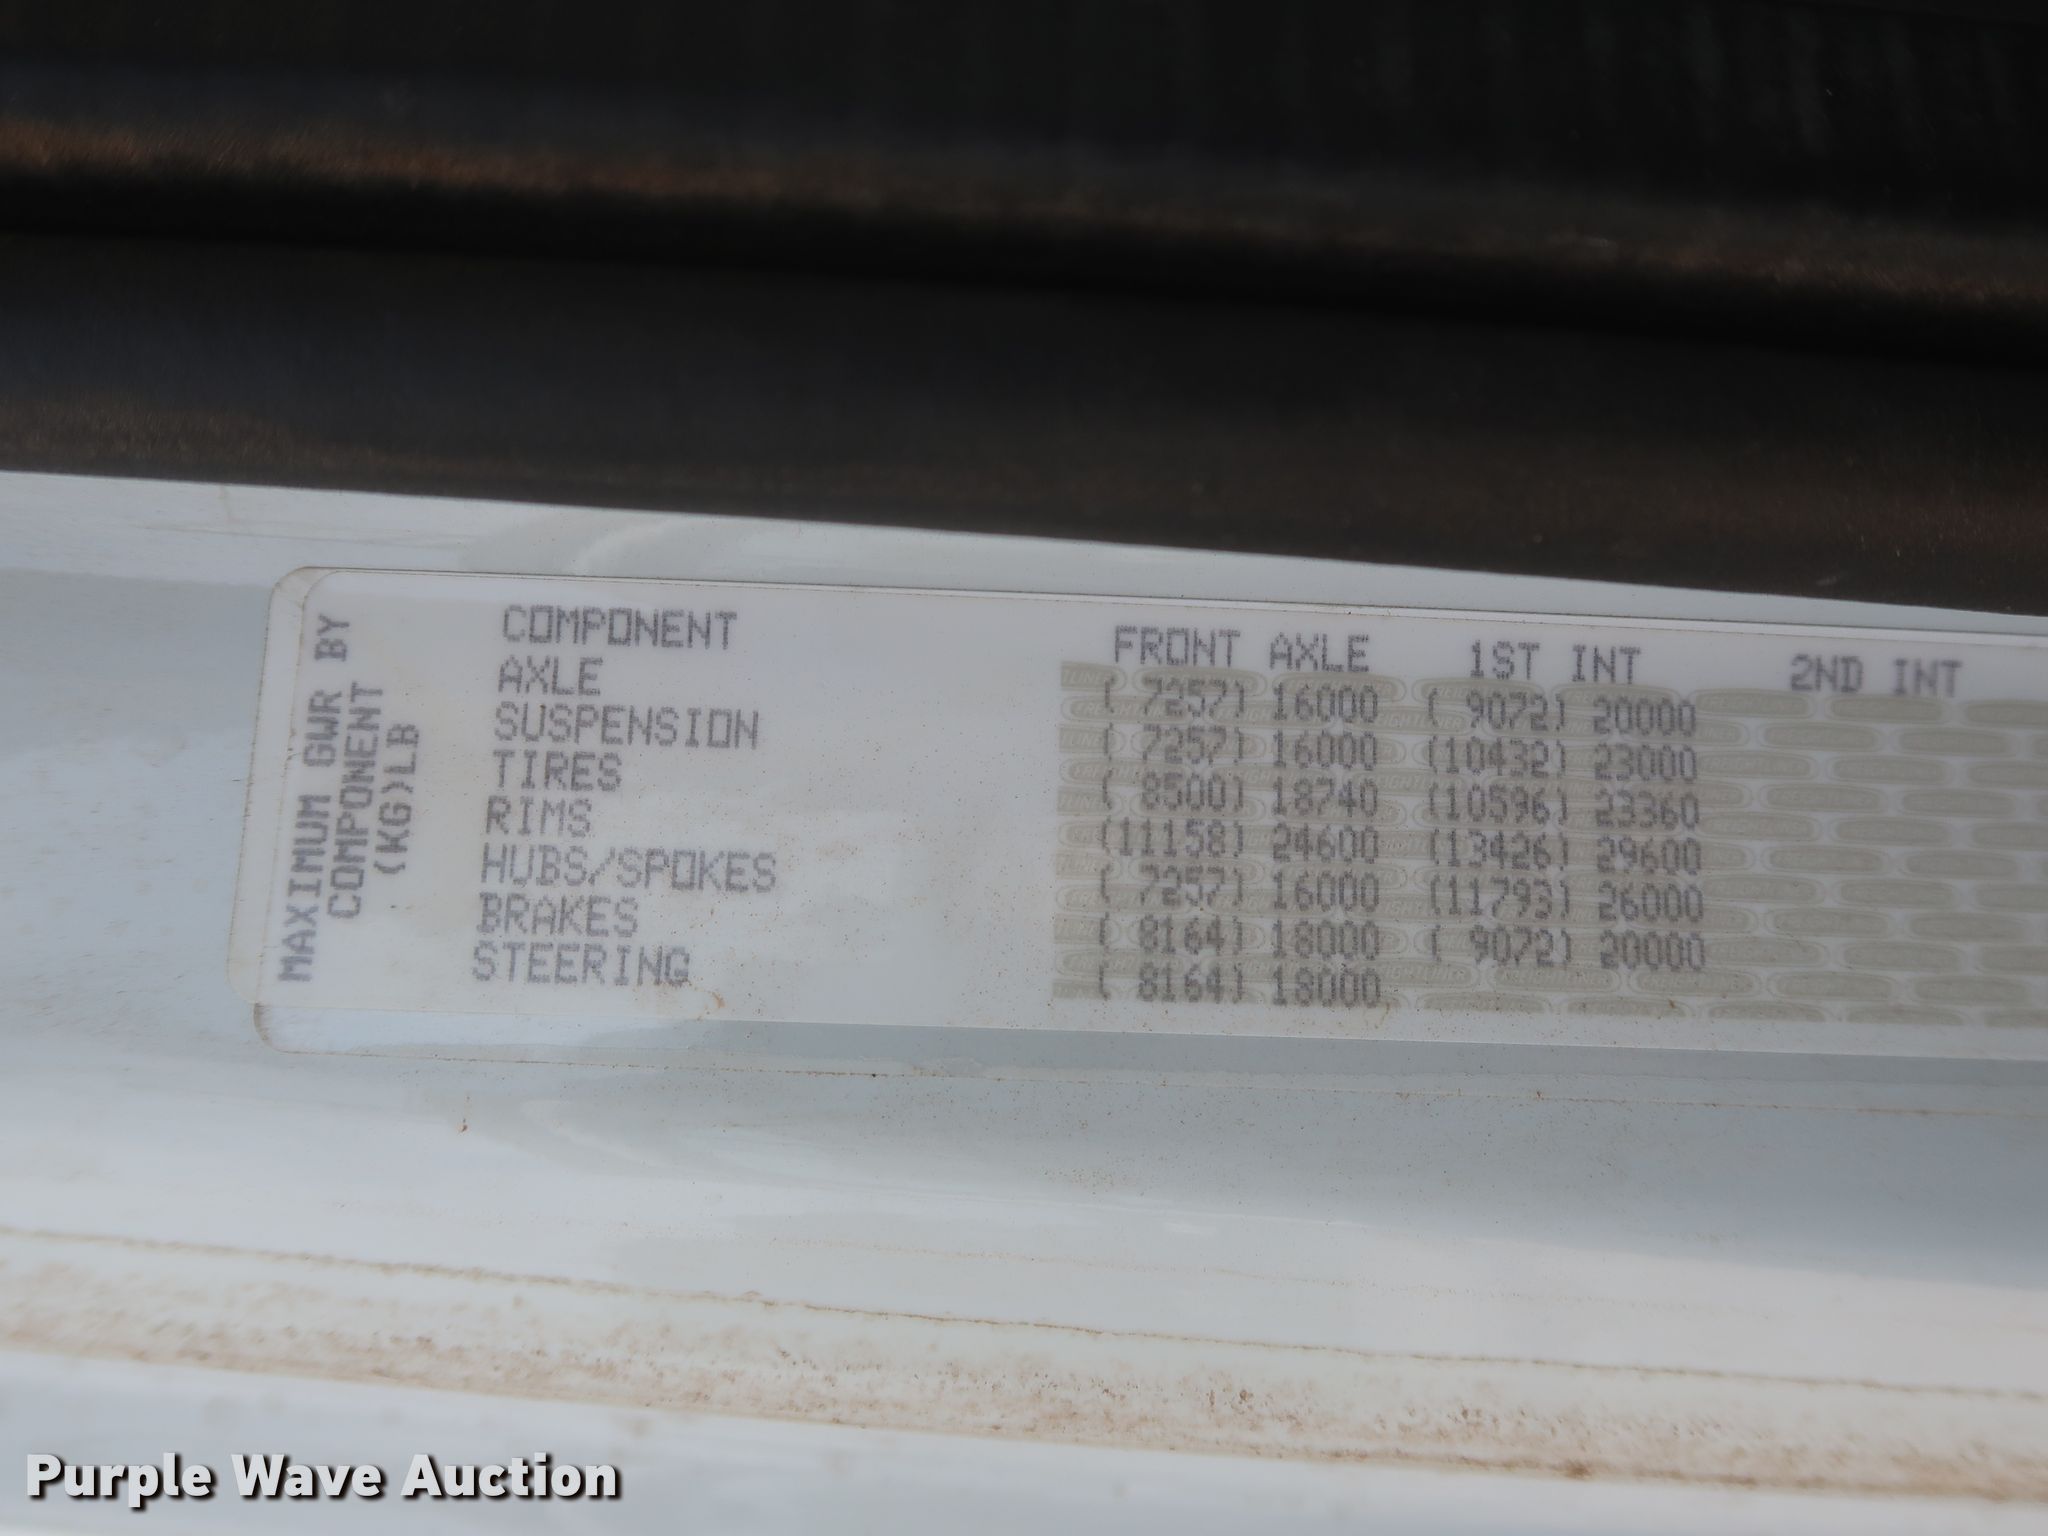 MAXIMUM GWR BY
COMPONENT
(KG)LB
COMPONENT FRONT AXLE 1ST INT 2ND INT
AXLE ( 7257) 16000 ( 9072) 20000
SUSPENSION ( 7257) 16000 (10432) 23000
TIRES ( 8500) 18740 (10596) 23360
RIMS (11158) 24600 (13426) 29600
HUBS/SPOKES ( 7257) 16000 (11793) 26000
BRAKES ( 8164) 18000 ( 9072) 20000
STEERING ( 8164) 18000
Purple Wave Auction